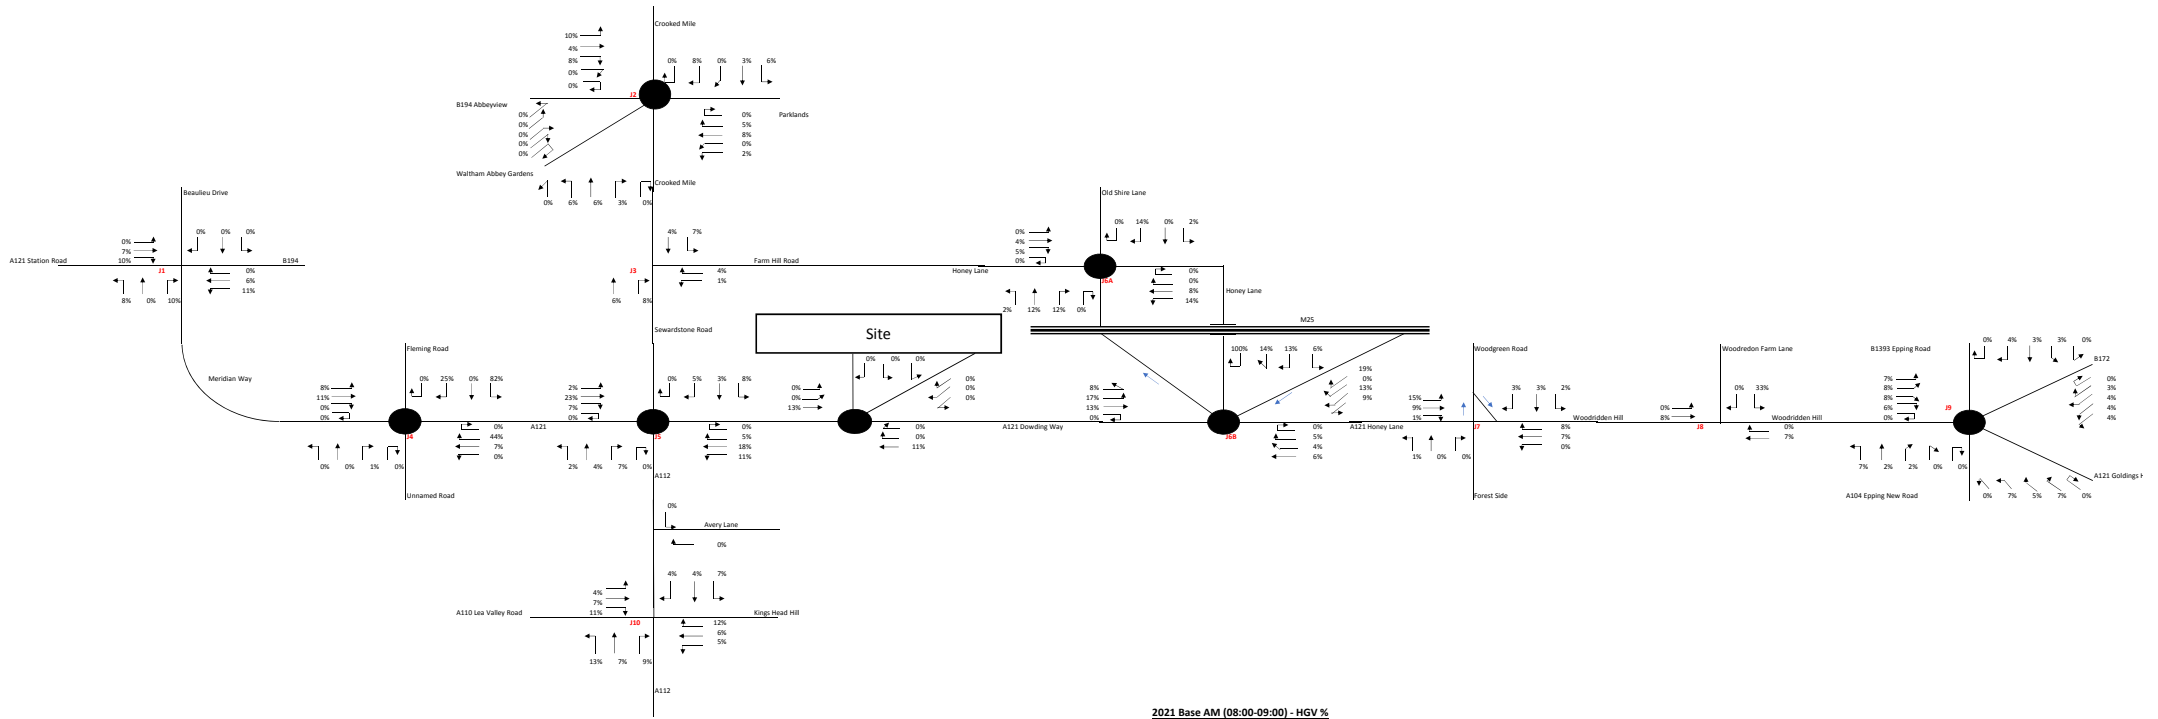 Crooked Mile
10%
4%
8%
0%
0%
0% 8% 0% 3% 6%
J2
B194 Abbeyview
Parklands
0%
0%
0%
0%
0%
0%
5%
8%
0%
2%
Waltham Abbey Gardens
Crooked Mile
0% 6% 6% 3% 0%
Beaulieu Drive
0% 0% 0%
0%
7%
10%
A121 Station Road
J1
B194
0%
6%
11%
8% 0% 10%
4% 7%
J3
Farm Hill Road
4%
1%
6% 8%
Sewardstone Road
Old Shire Lane
0% 14% 0% 2%
0%
4%
5%
0%
Honey Lane
J6A
0%
0%
8%
14%
2% 12% 12% 0%
Honey Lane
M25
Site
Meridian Way
Fleming Road
0% 25% 0% 82%
8%
11%
0%
0%
J4
0%
44%
7%
0%
0% 0% 1% 0%
Unnamed Road
A121
2%
23%
7%
0%
0% 5% 3% 8%
J5
0%
5%
18%
11%
2% 4% 7% 0%
A112
0% 0% 0%
0%
0%
13%
0%
0%
0%
0%
0%
11%
A121 Dowding Way
8%
17%
13%
0%
100% 14% 13% 6%
19%
0%
13%
9%
J6B
0%
5%
4%
6%
A121 Honey Lane
Woodgreen Road
15%
9%
1%
3% 3% 2%
J7
8%
7%
0%
1% 0% 0%
Forest Side
Woodridden Hill
Woodredon Farm Lane
0% 33%
0%
8%
J8
Woodridden Hill
0%
7%
B1393 Epping Road
0% 4% 3% 3% 0%
B172
7%
8%
8%
6%
0%
J9
0%
3%
4%
4%
4%
7% 2% 2% 0% 0%
A104 Epping New Road
0% 7% 5% 7% 0%
A121 Goldings H
0%
Avery Lane
0%
4% 4% 7%
4%
7%
11%
A110 Lea Valley Road
J10
Kings Head Hill
12%
6%
5%
13% 7% 9%
A112
2021 Base AM (08:00-09:00) - HGV %